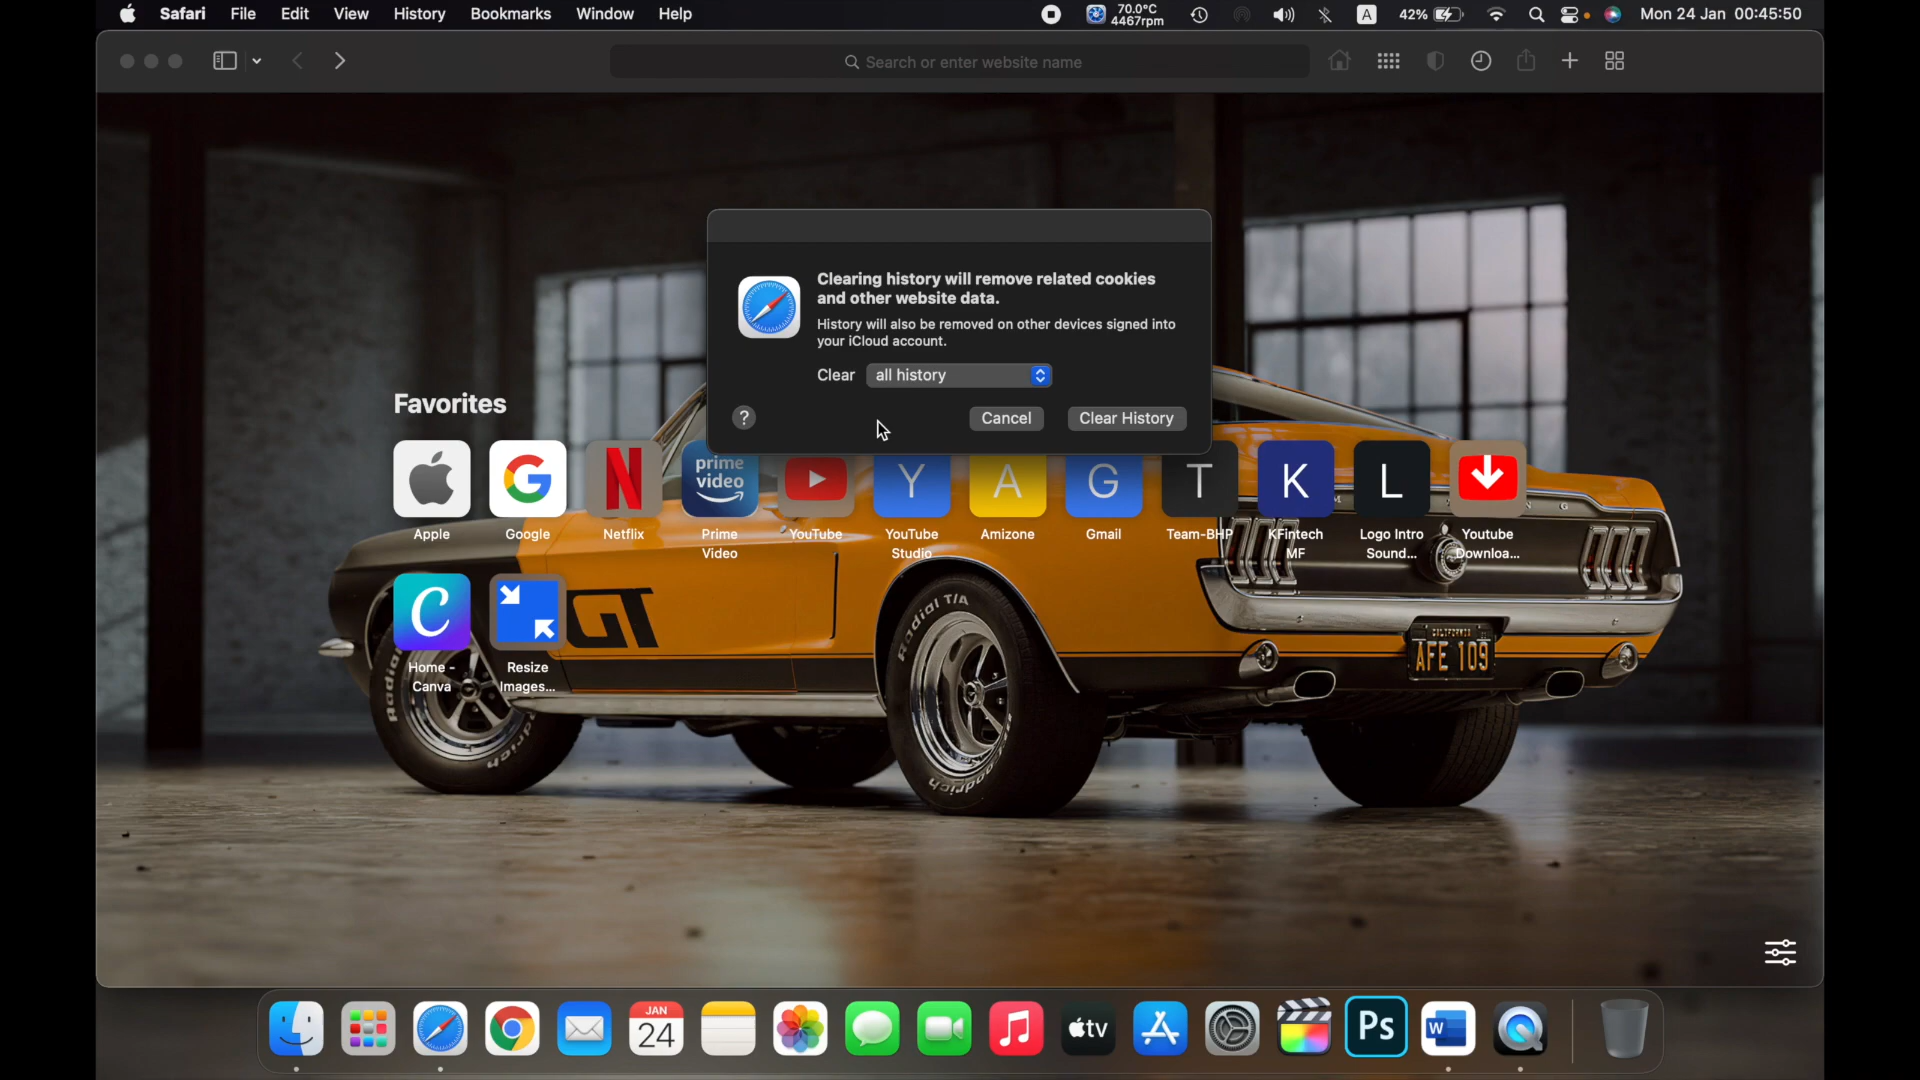 Safari File Edit View History Bookmarks Window Help
70.0°C
4467rpm
A 42% Mon 24 Jan 00:45:50
Search or enter website name
Clearing history will remove related cookies
and other website data.
History will also be removed on other devices signed into
your iCloud account.
Clear all history
? Cancel Clear History
Favorites
prime
video
Y A G T K L
Apple Google Netflix Prime
Video YouTube YouTube
Studio Amizone Gmail Team-BHP KFintech
MF Logo Intro
Sound... Youtube
Downloa...
C
Home -
Canva Resize
Images...
GT
Radial T/A
CALIFORNIA
AFE 109
JAN
24
tv
Ps
W